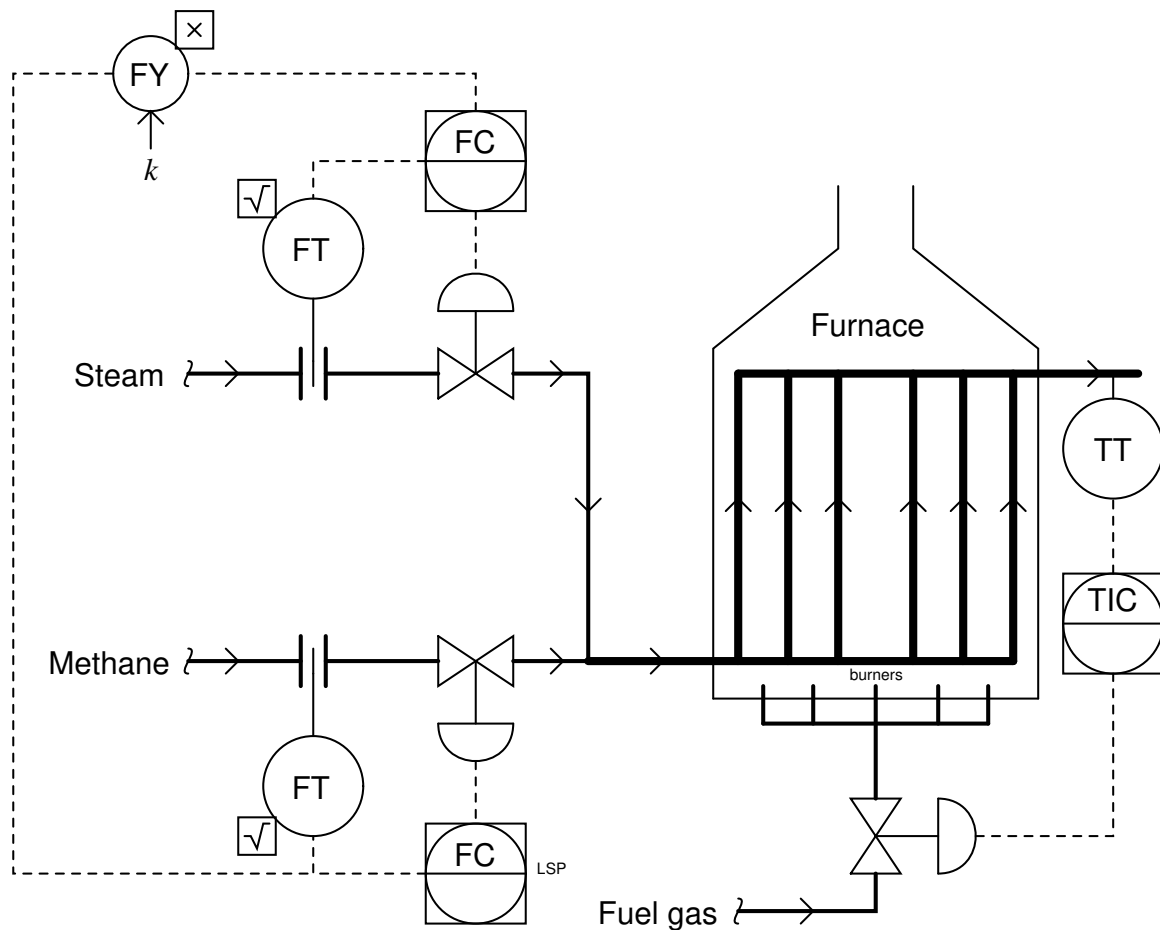 ×
FY
k
FC
√
FT
Furnace
Steam
TT
TIC
Methane
burners
FT
√
FC
LSP
Fuel gas